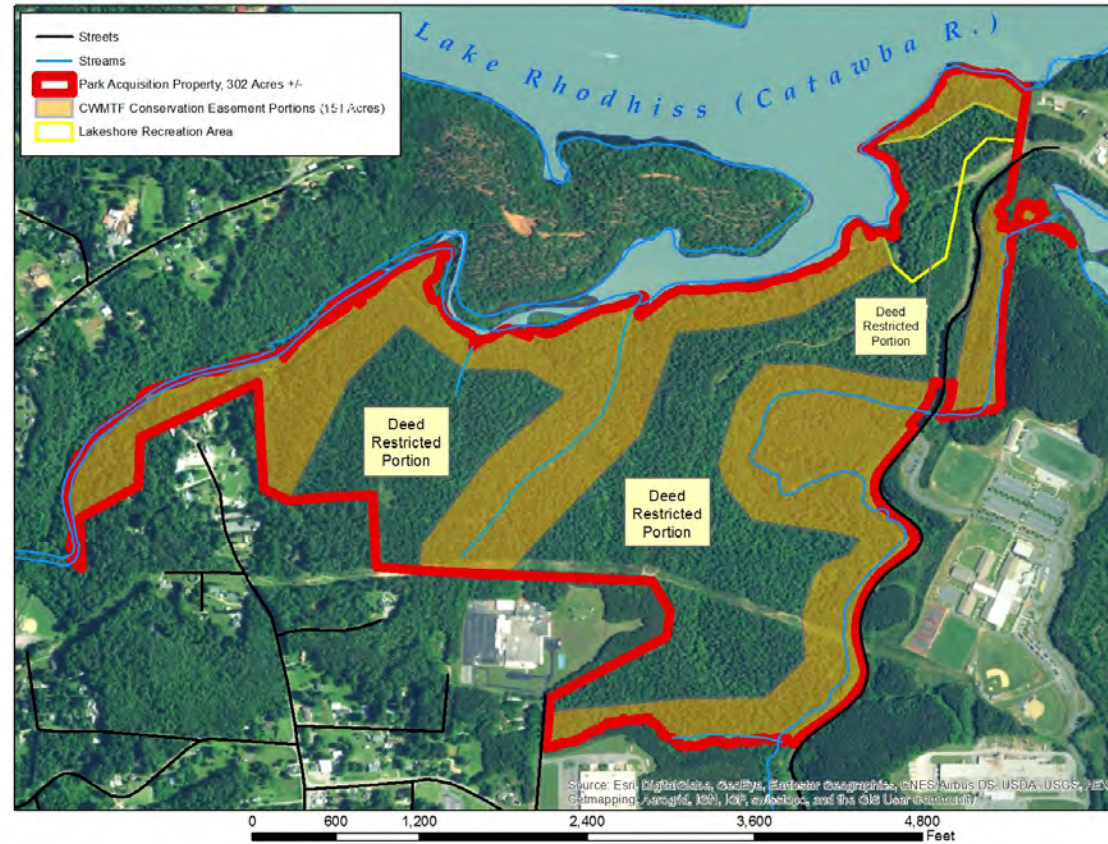 Streets
Streams
Park Acquisition Property, 302 Acres +/-
CWMTF Conservation Easement Portions (151 Acres)
Lakeshore Recreation Area
Lake Rhodhiss (Catawba R.)
Deed
Restricted
Portion
Deed
Restricted
Portion
Deed
Restricted
Portion
Source: Esri, DigitalGlobe, GeoEye, Earthstar Geographics, CNES/Airbus DS, USDA, USGS, AEX,
Getmapping, Aerogrid, IGN, IGP, swisstopo, and the GIS User Community
0 600 1,200 2,400 3,600 4,800
Feet